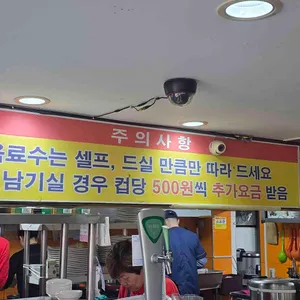 주의사항
음료수는 셀프, 드실 만큼만 따라 드세요
남기실 경우 컵당 500원씩 추가요금 받음